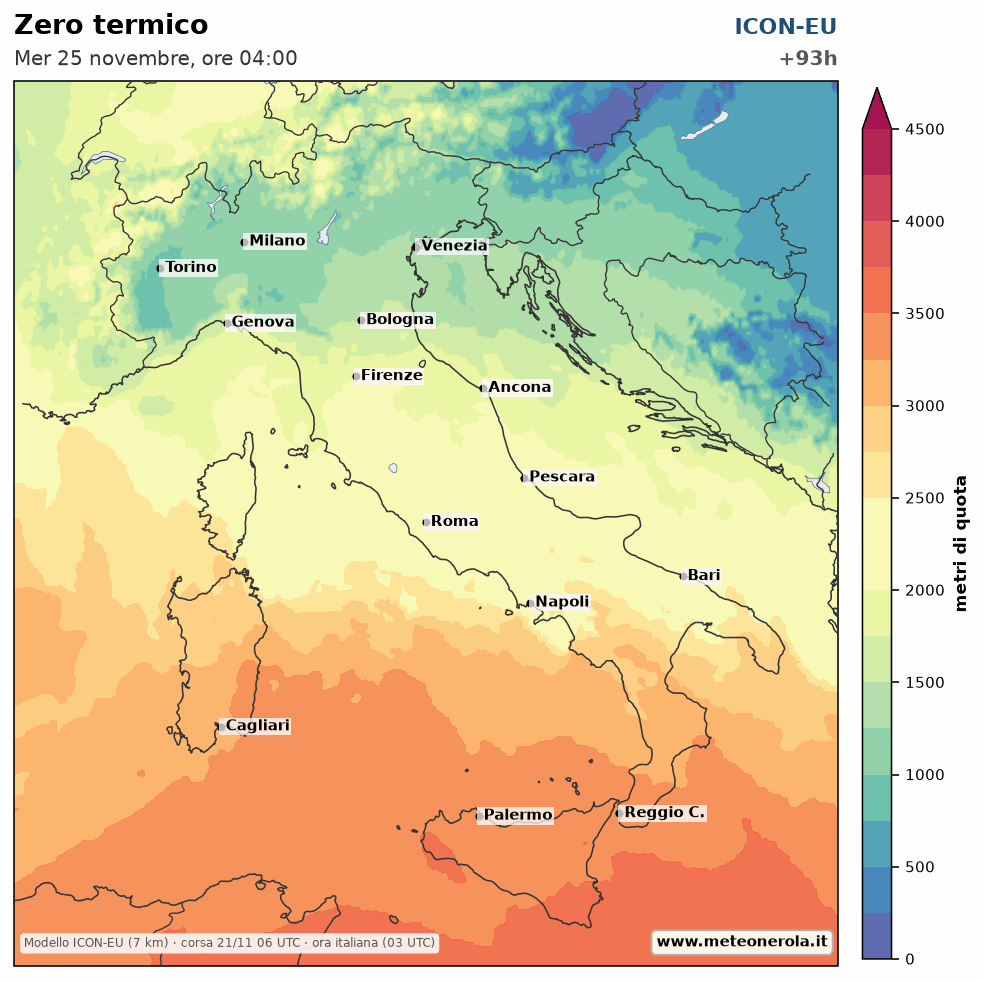 Zero termico
ICON-EU
Mer 25 novembre, ore 04:00
+93h
Milano
Venezia
Torino
Genova
Bologna
Firenze
Ancona
Pescara
Roma
Bari
Napoli
Cagliari
Palermo
Reggio C.
4500
4000
3500
3000
2500
2000
1500
1000
500
0
metri di quota
Modello ICON-EU (7 km) · corsa 21/11 06 UTC · ora italiana (03 UTC)
www.meteonerola.it